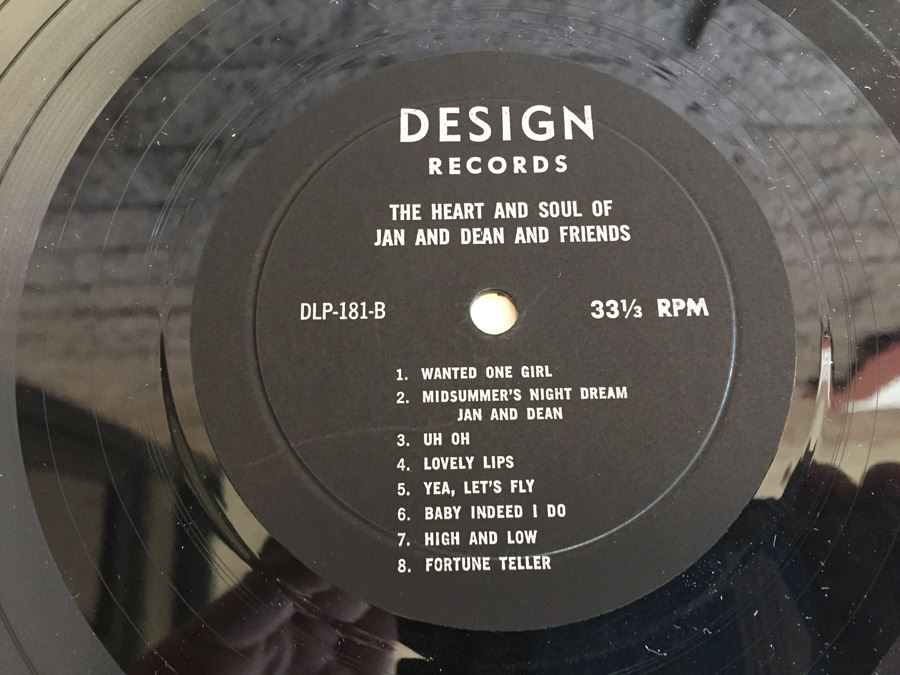 DESIGN
RECORDS
THE HEART AND SOUL OF
JAN AND DEAN AND FRIENDS
DLP-181-B
33⅓ RPM
1. WANTED ONE GIRL
2. MIDSUMMER'S NIGHT DREAM
JAN AND DEAN
3. UH OH
4. LOVELY LIPS
5. YEA, LET'S FLY
6. BABY INDEED I DO
7. HIGH AND LOW
8. FORTUNE TELLER